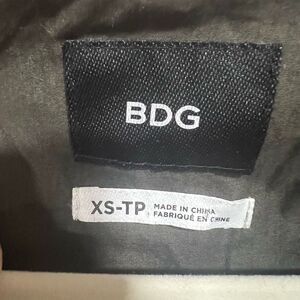 BDG
XS-TP
MADE IN CHINA
FABRIQUÉ EN CHINE